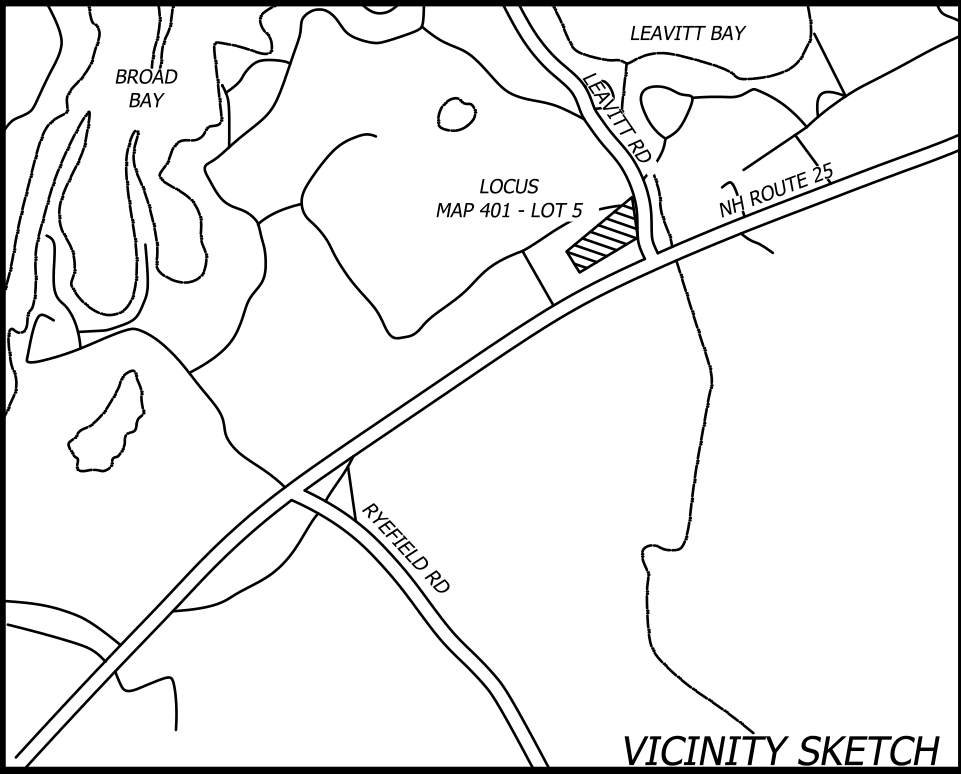 LEAVITT BAY
BROAD
BAY
LEAVITT RD
NH ROUTE 25
LOCUS
MAP 401 - LOT 5
RYEFIELD RD
VICINITY SKETCH